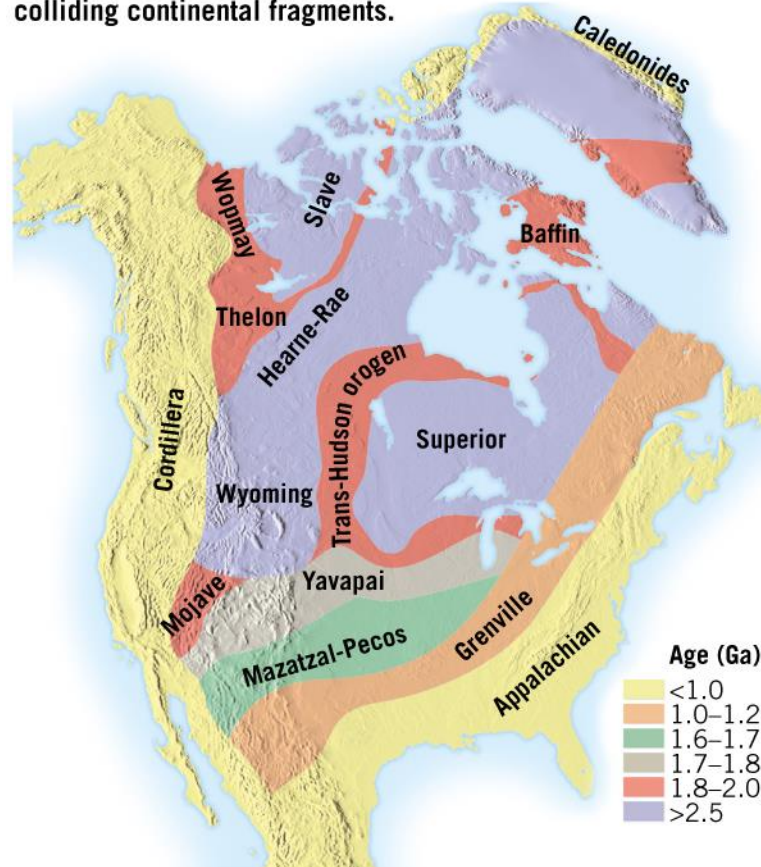 colliding continental fragments.
Caledonides
Wopmay
Slave
Baffin
Thelon
Hearne-Rae
Trans-Hudson orogen
Cordillera
Superior
Wyoming
Yavapai
Mojave
Mazatzal-Pecos
Grenville
Appalachian
Age (Ga)
<1.0
1.0–1.2
1.6–1.7
1.7–1.8
1.8–2.0
>2.5